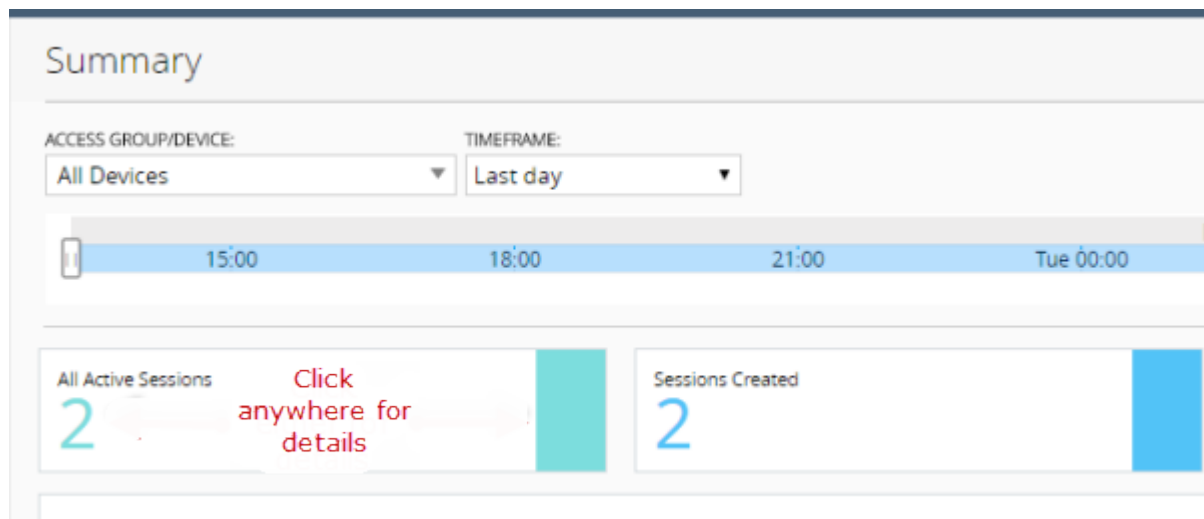 Summary
ACCESS GROUP/DEVICE: TIMEFRAME:
All Devices Last day
15:00 18:00 21:00 Tue 00:00
All Active Sessions
2
Click
anywhere for
details
Sessions Created
2